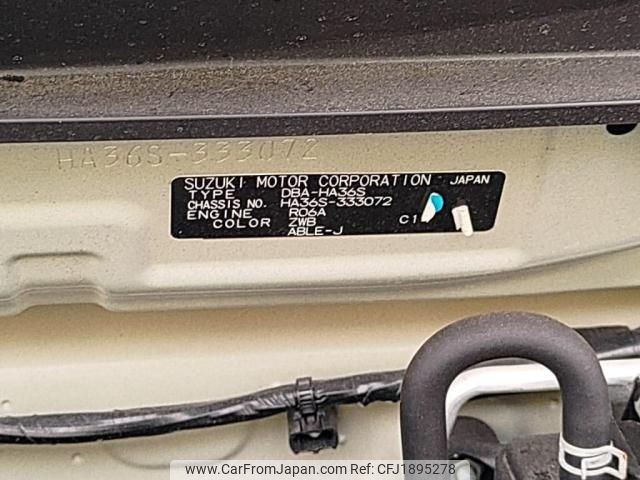 HA36S-333072
SUZUKI MOTOR CORPORATION JAPAN
TYPE DBA-HA36S
CHASSIS NO. HA36S-333072
ENGINE R06A
COLOR ZWB C1
ABLE-J
www.CarFromJapan.com - CFJ1895278